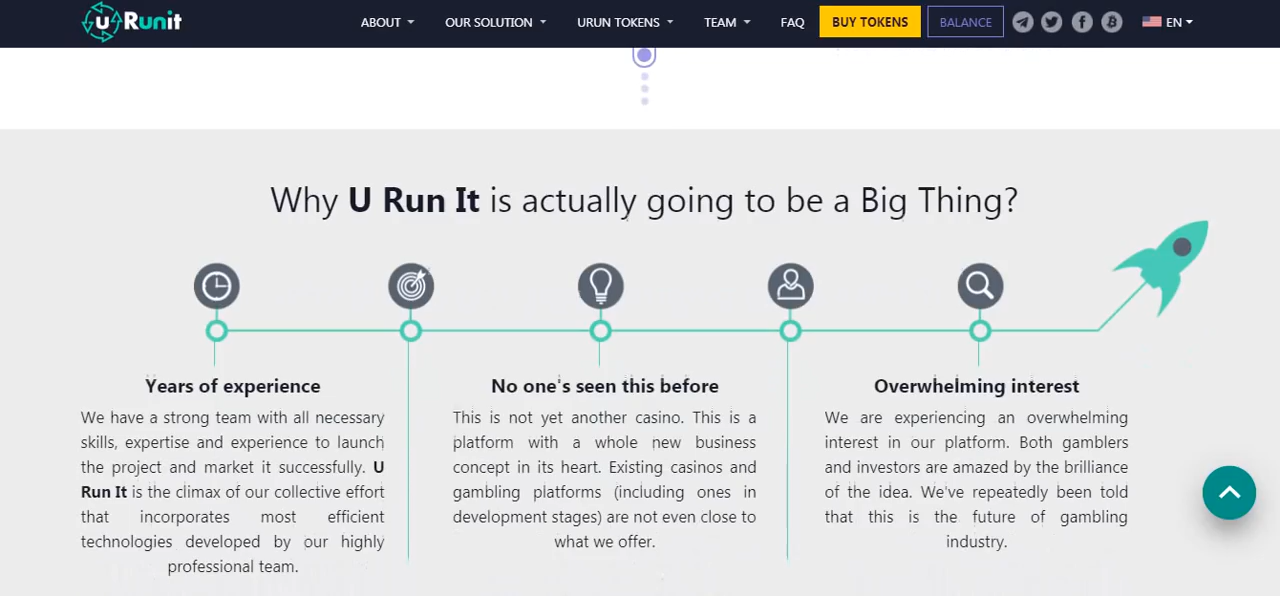 U Runit
ABOUT OUR SOLUTION URUN TOKENS TEAM FAQ BUY TOKENS BALANCE EN
Why U Run It is actually going to be a Big Thing?
Years of experience
We have a strong team with all necessary
skills, expertise and experience to launch
the project and market it successfully. U
Run It is the climax of our collective effort
that incorporates most efficient
technologies developed by our highly
professional team.
No one's seen this before
This is not yet another casino. This is a
platform with a whole new business
concept in its heart. Existing casinos and
gambling platforms (including ones in
development stages) are not even close to
what we offer.
Overwhelming interest
We are experiencing an overwhelming
interest in our platform. Both gamblers
and investors are amazed by the brilliance
of the idea. We've repeatedly been told
that this is the future of gambling
industry.